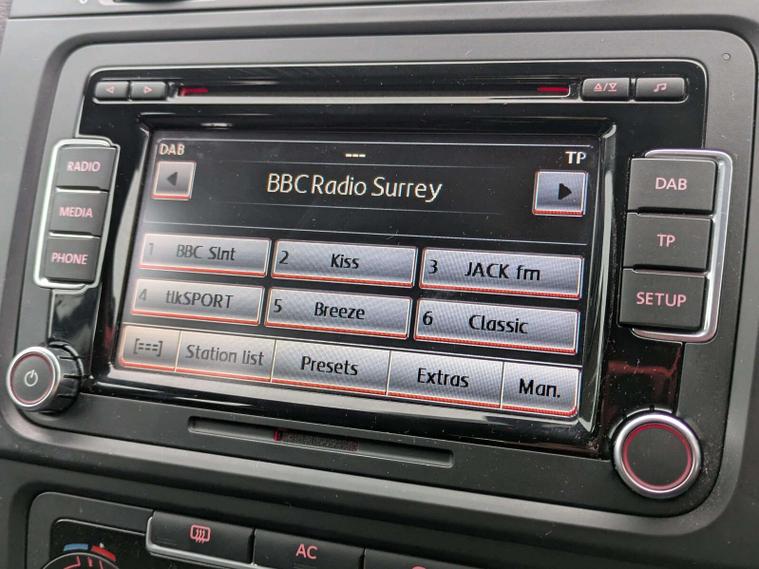 DAB --- TP
BBC Radio Surrey
1 BBC Slnt 2 Kiss 3 JACK fm
4 tlkSPORT 5 Breeze 6 Classic
[===] Station list Presets Extras Man.
RADIO
MEDIA
PHONE
DAB
TP
SETUP
AC